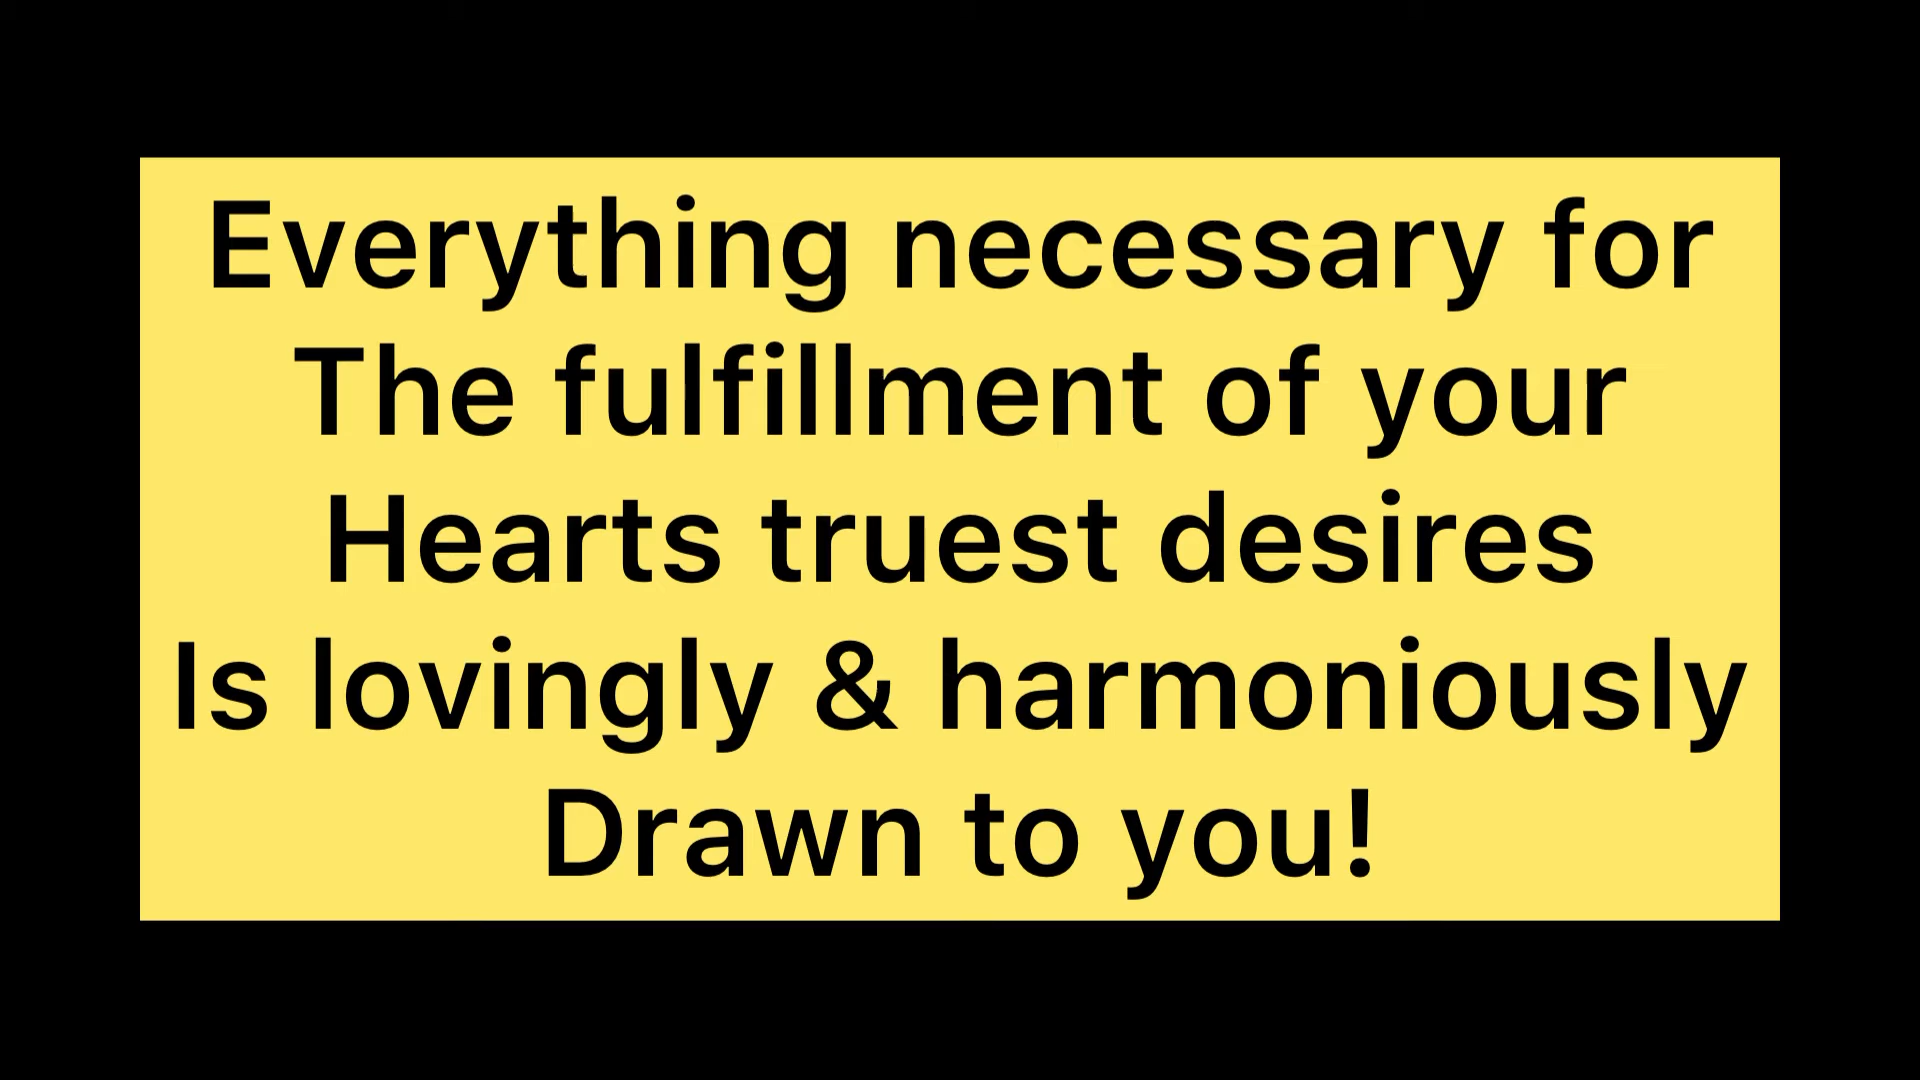 Everything necessary for
The fulfillment of your
Hearts truest desires
Is lovingly & harmoniously
Drawn to you!